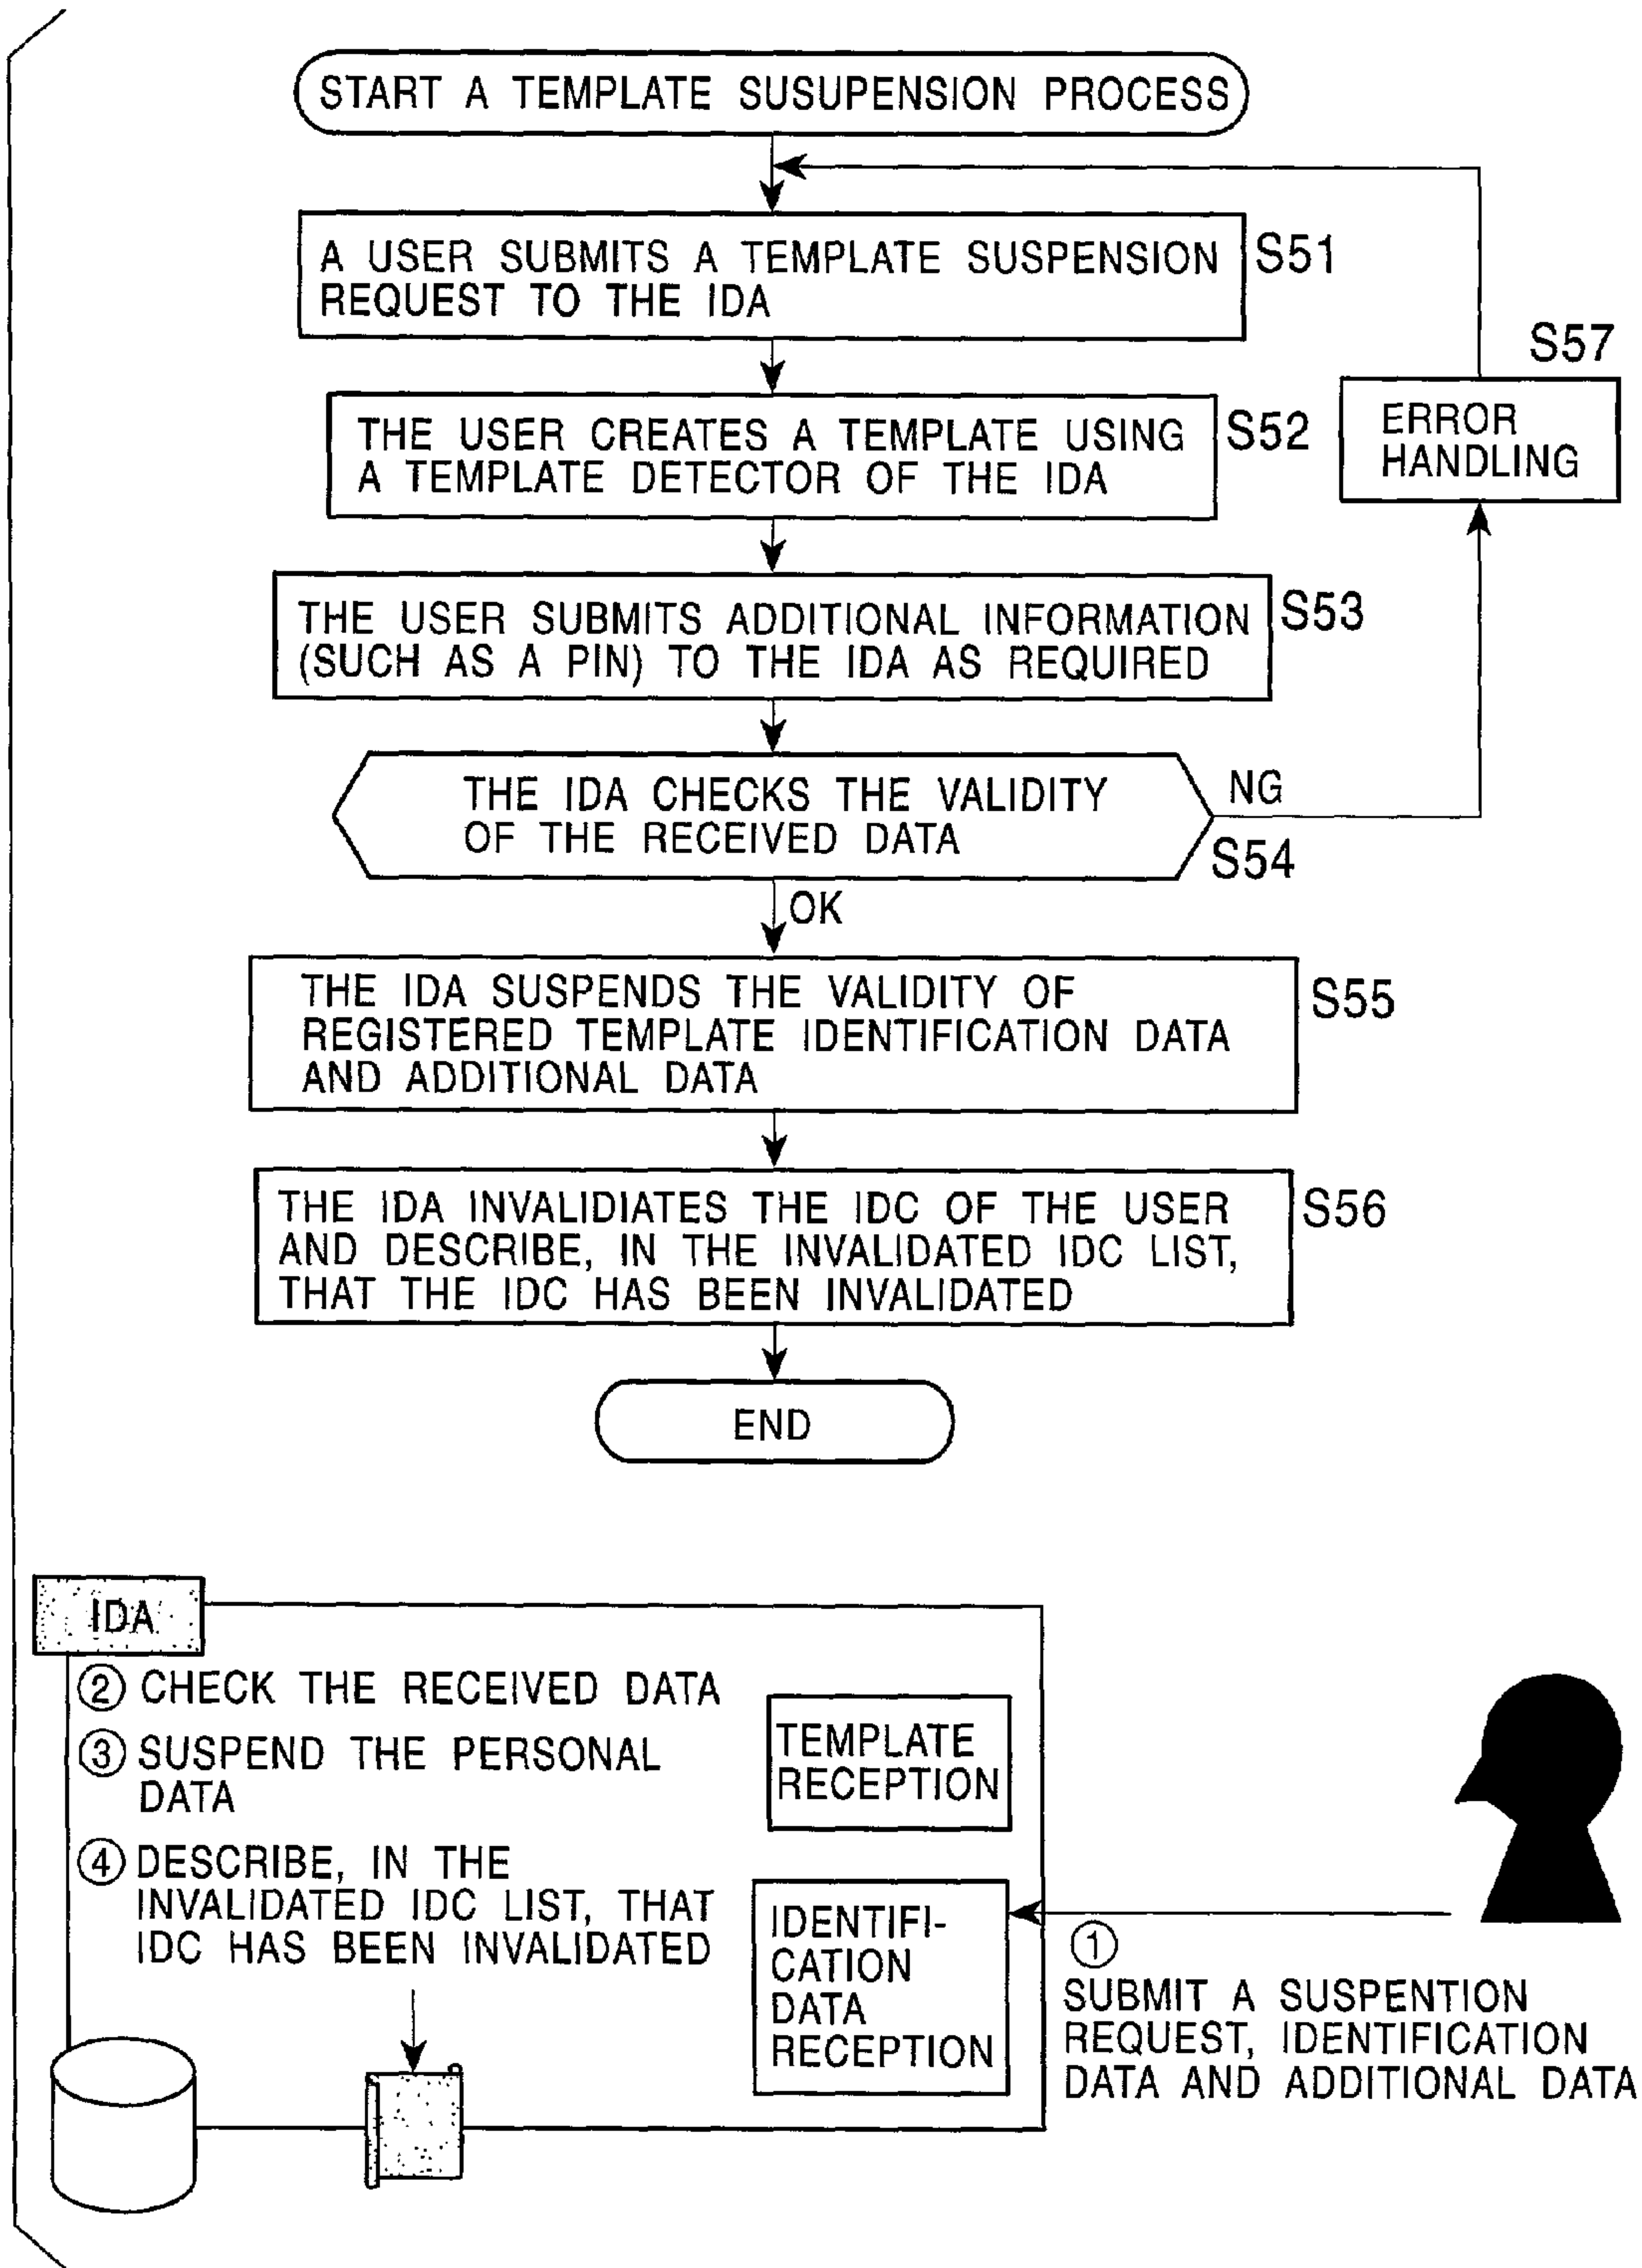 START A TEMPLATE SUSUPENSION PROCESS
A USER SUBMITS A TEMPLATE SUSPENSION
REQUEST TO THE IDA
S51
S57
ERROR
HANDLING
THE USER CREATES A TEMPLATE USING
A TEMPLATE DETECTOR OF THE IDA
S52
THE USER SUBMITS ADDITIONAL INFORMATION
(SUCH AS A PIN) TO THE IDA AS REQUIRED
S53
THE IDA CHECKS THE VALIDITY
OF THE RECEIVED DATA
NG
S54
OK
THE IDA SUSPENDS THE VALIDITY OF
REGISTERED TEMPLATE IDENTIFICATION DATA
AND ADDITIONAL DATA
S55
THE IDA INVALIDIATES THE IDC OF THE USER
AND DESCRIBE, IN THE INVALIDATED IDC LIST,
THAT THE IDC HAS BEEN INVALIDATED
S56
END
IDA
② CHECK THE RECEIVED DATA
③ SUSPEND THE PERSONAL
DATA
④ DESCRIBE, IN THE
INVALIDATED IDC LIST, THAT
IDC HAS BEEN INVALIDATED
TEMPLATE
RECEPTION
IDENTIFI-
CATION
DATA
RECEPTION
①
SUBMIT A SUSPENTION
REQUEST, IDENTIFICATION
DATA AND ADDITIONAL DATA